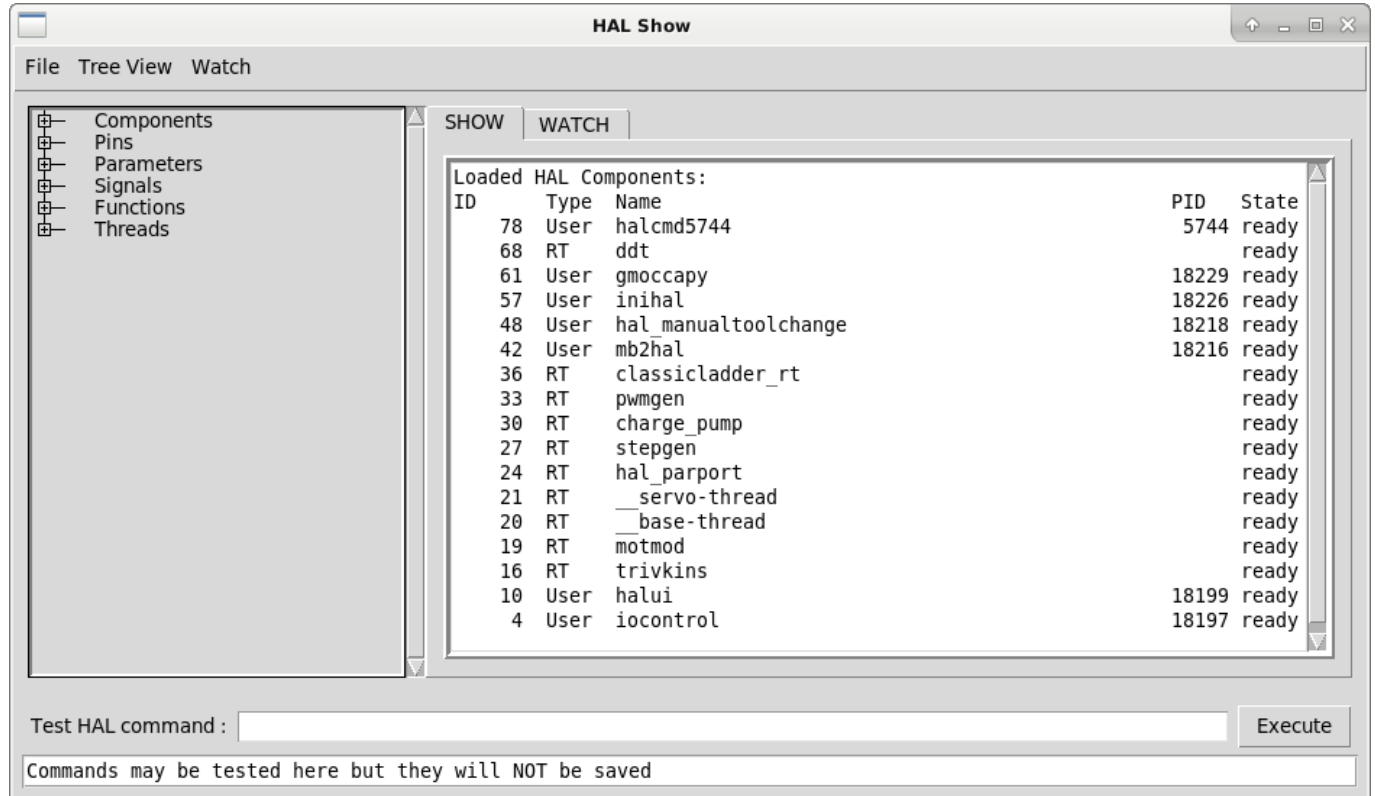 HAL Show
File Tree View Watch
Components
Pins
Parameters
Signals
Functions
Threads
SHOW WATCH
Loaded HAL Components:
ID Type Name PID State
78 User halcmd5744 5744 ready
68 RT ddt ready
61 User gmoccapy 18229 ready
57 User inihal 18226 ready
48 User hal_manualtoolchange 18218 ready
42 User mb2hal 18216 ready
36 RT classicladder_rt ready
33 RT pwmgen ready
30 RT charge_pump ready
27 RT stepgen ready
24 RT hal_parport ready
21 RT __servo-thread ready
20 RT __base-thread ready
19 RT motmod ready
16 RT trivkins ready
10 User halui 18199 ready
4 User iocontrol 18197 ready
Test HAL command : Execute
Commands may be tested here but they will NOT be saved